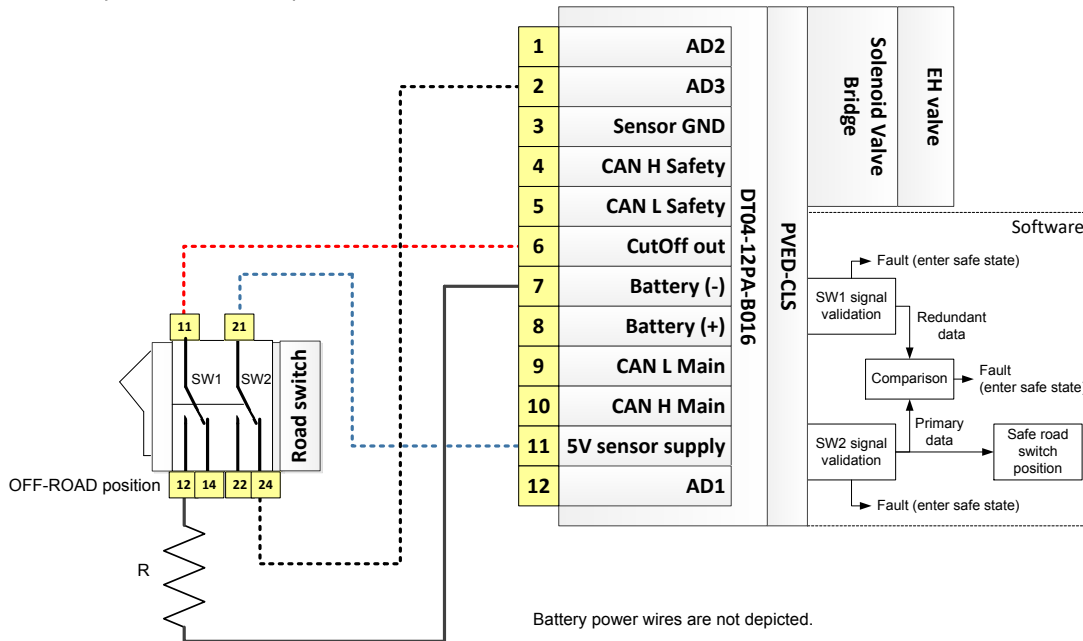 1 AD2
2 AD3
3 Sensor GND
4 CAN H Safety
5 CAN L Safety
6 CutOff out
7 Battery (-)
8 Battery (+)
9 CAN L Main
10 CAN H Main
11 5V sensor supply
12 AD1
DT04-12PA-B016
PVED-CLS
Solenoid Valve
Bridge
EH valve
Software
Fault (enter safe state)
SW1 signal
validation
Redundant
data
Comparison
Fault
(enter safe state)
Primary
data
SW2 signal
validation
Safe road
switch
position
Fault (enter safe state)
11
21
SW1
SW2
Road switch
OFF-ROAD position
12
14
22
24
R
Battery power wires are not depicted.